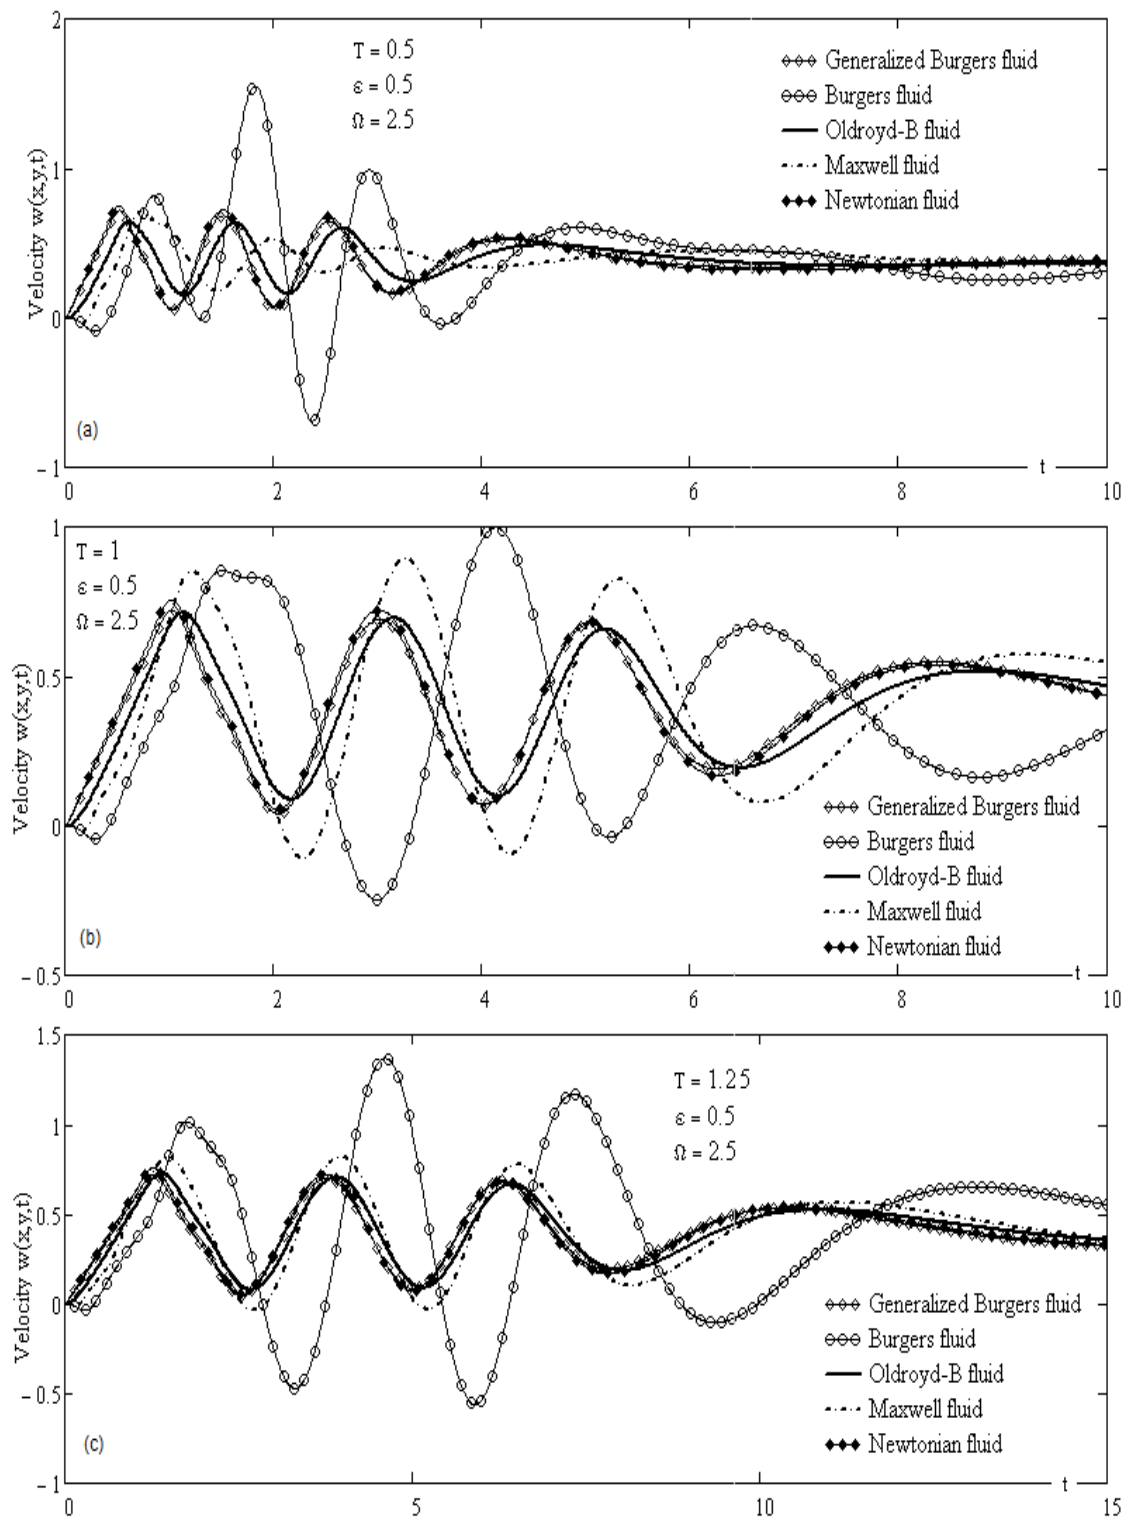 2
T = 0.5
ε = 0.5
Ω = 2.5
Generalized Burgers fluid
Burgers fluid
Oldroyd-B fluid
Maxwell fluid
Newtonian fluid
Velocity w(x,y,t)
1
0
(a)
– 1
t
0 2 4 6 8 10
1
T = 1
ε = 0.5
Ω = 2.5
Velocity w(x,y,t)
0.5
0
Generalized Burgers fluid
Burgers fluid
Oldroyd-B fluid
Maxwell fluid
Newtonian fluid
(b)
– 0.5
t
0 2 4 6 8 10
1.5
T = 1.25
ε = 0.5
Ω = 2.5
Velocity w(x,y,t)
1
0.5
0
Generalized Burgers fluid
Burgers fluid
Oldroyd-B fluid
Maxwell fluid
Newtonian fluid
– 0.5
(c)
– 1
t
0 5 10 15